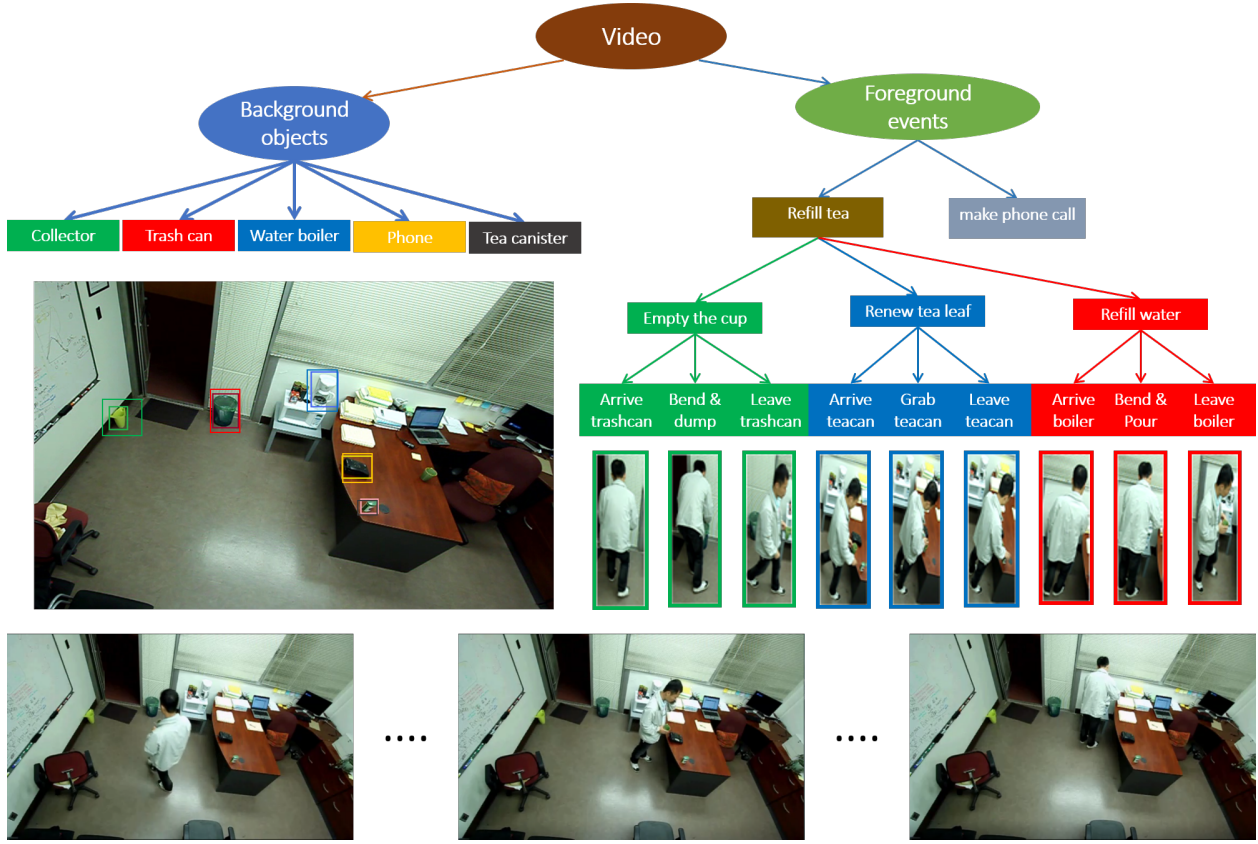 Video
Background
objects
Foreground
events
Collector
Trash can
Water boiler
Phone
Tea canister
Refill tea
make phone call
Empty the cup
Renew tea leaf
Refill water
Arrive
trashcan
Bend &
dump
Leave
trashcan
Arrive
teacan
Grab
teacan
Leave
teacan
Arrive
boiler
Bend &
Pour
Leave
boiler
....
....